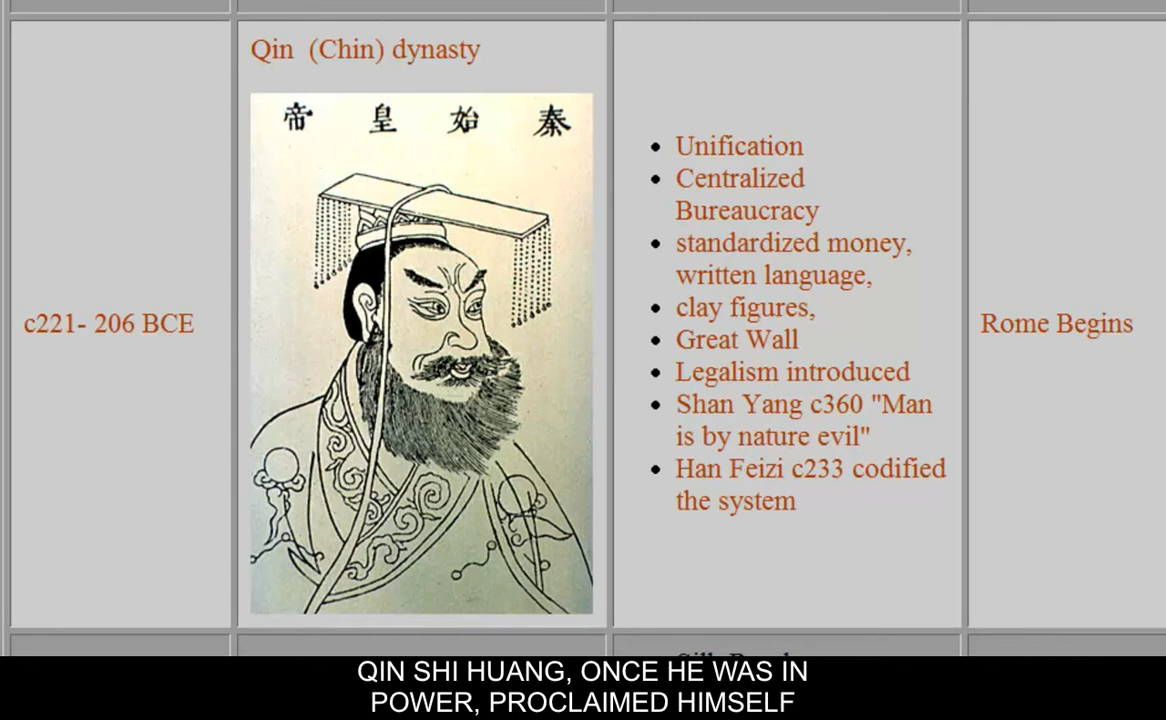 Qin (Chin) dynasty
帝 皇 始 秦
c221- 206 BCE
Unification
Centralized
Bureaucracy
standardized money,
written language,
clay figures,
Great Wall
Legalism introduced
Shan Yang c360 "Man
is by nature evil"
Han Feizi c233 codified
the system
Rome Begins
QIN SHI HUANG, ONCE HE WAS IN
POWER, PROCLAIMED HIMSELF